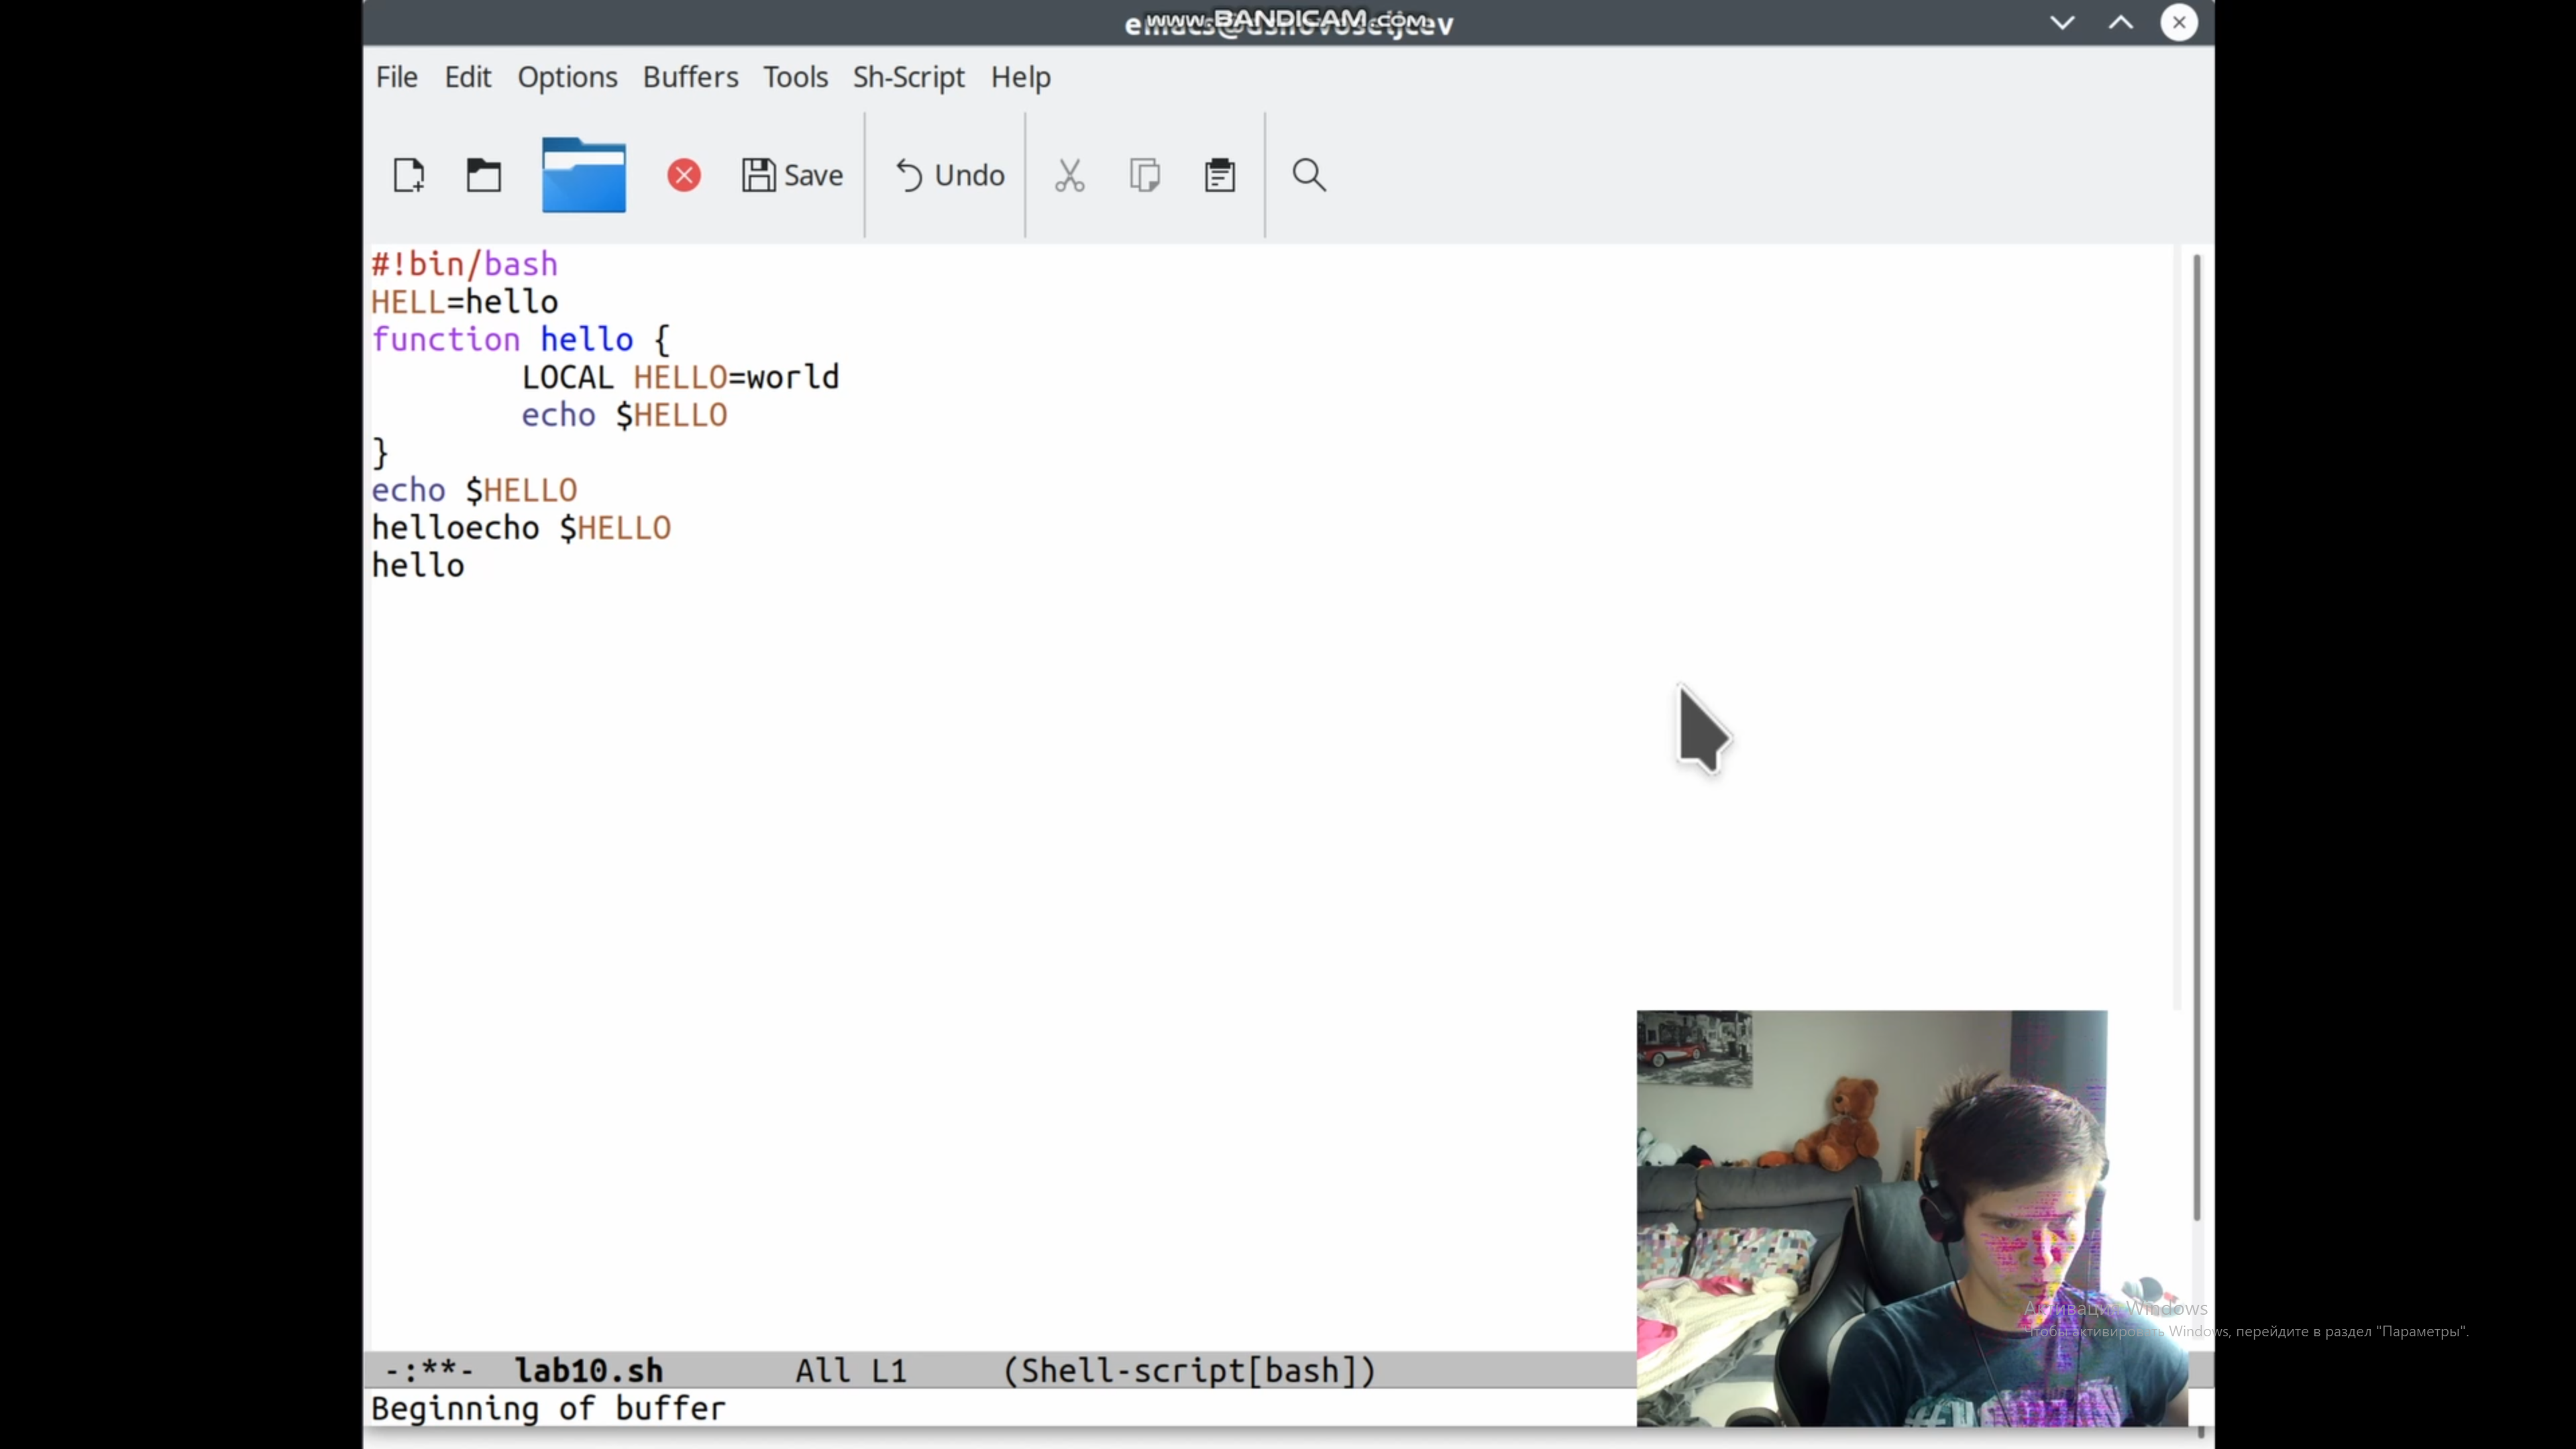 www.BANDICAM.com
File Edit Options Buffers Tools Sh-Script Help
Save Undo
#!bin/bash
HELL=hello
function hello {
LOCAL HELLO=world
echo $HELLO
}
echo $HELLO
helloecho $HELLO
hello
Активация Windows
Чтобы активировать Windows, перейдите в раздел "Параметры".
-:**- lab10.sh All L1 (Shell-script[bash])
Beginning of buffer